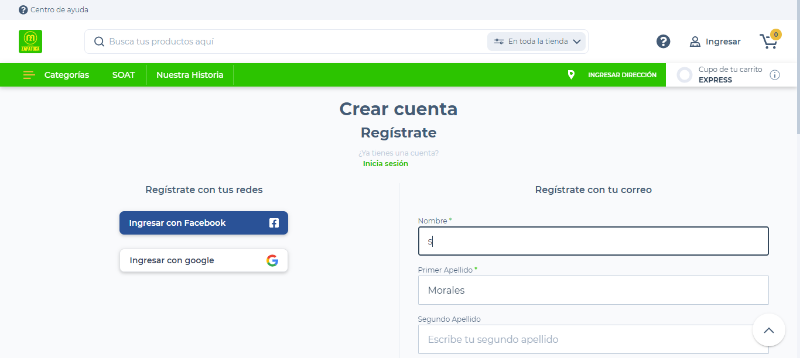 Centro de ayuda
Busca tus productos aquí
En toda la tienda
Ingresar
0
Categorías
SOAT
Nuestra Historia
INGRESAR DIRECCIÓN
Cupo de tu carrito
EXPRESS
Crear cuenta
Regístrate
¿Ya tienes una cuenta?
Inicia sesión
Regístrate con tus redes
Ingresar con Facebook
Ingresar con google
Regístrate con tu correo
Nombre *
s
Primer Apellido *
Morales
Segundo Apellido
Escribe tu segundo apellido